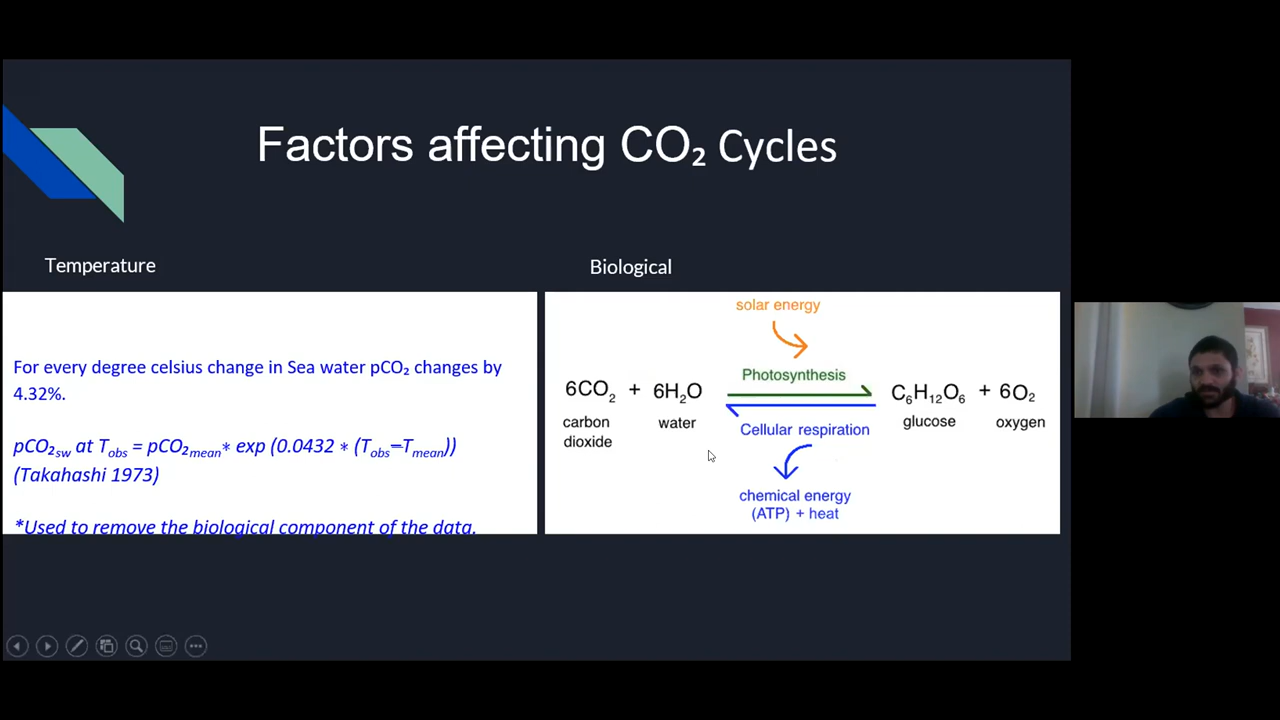 Factors affecting CO₂ Cycles
Temperature
For every degree celsius change in Sea water pCO₂ changes by
4.32%.
pCO₂sw at Tobs = pCO₂mean∗ exp (0.0432 ∗ (Tobs−Tmean))
(Takahashi 1973)
*Used to remove the biological component of the data.
Biological
solar energy
Photosynthesis
6CO₂ + 6H₂O C₆H₁₂O₆ + 6O₂
carbon dioxide
water
glucose
oxygen
Cellular respiration
chemical energy
(ATP) + heat